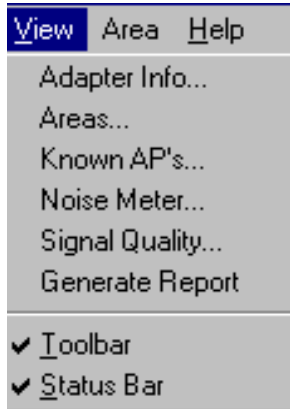 View Area Help
Adapter Info...
Areas...
Known AP's...
Noise Meter...
Signal Quality...
Generate Report
✔ Toolbar
✔ Status Bar